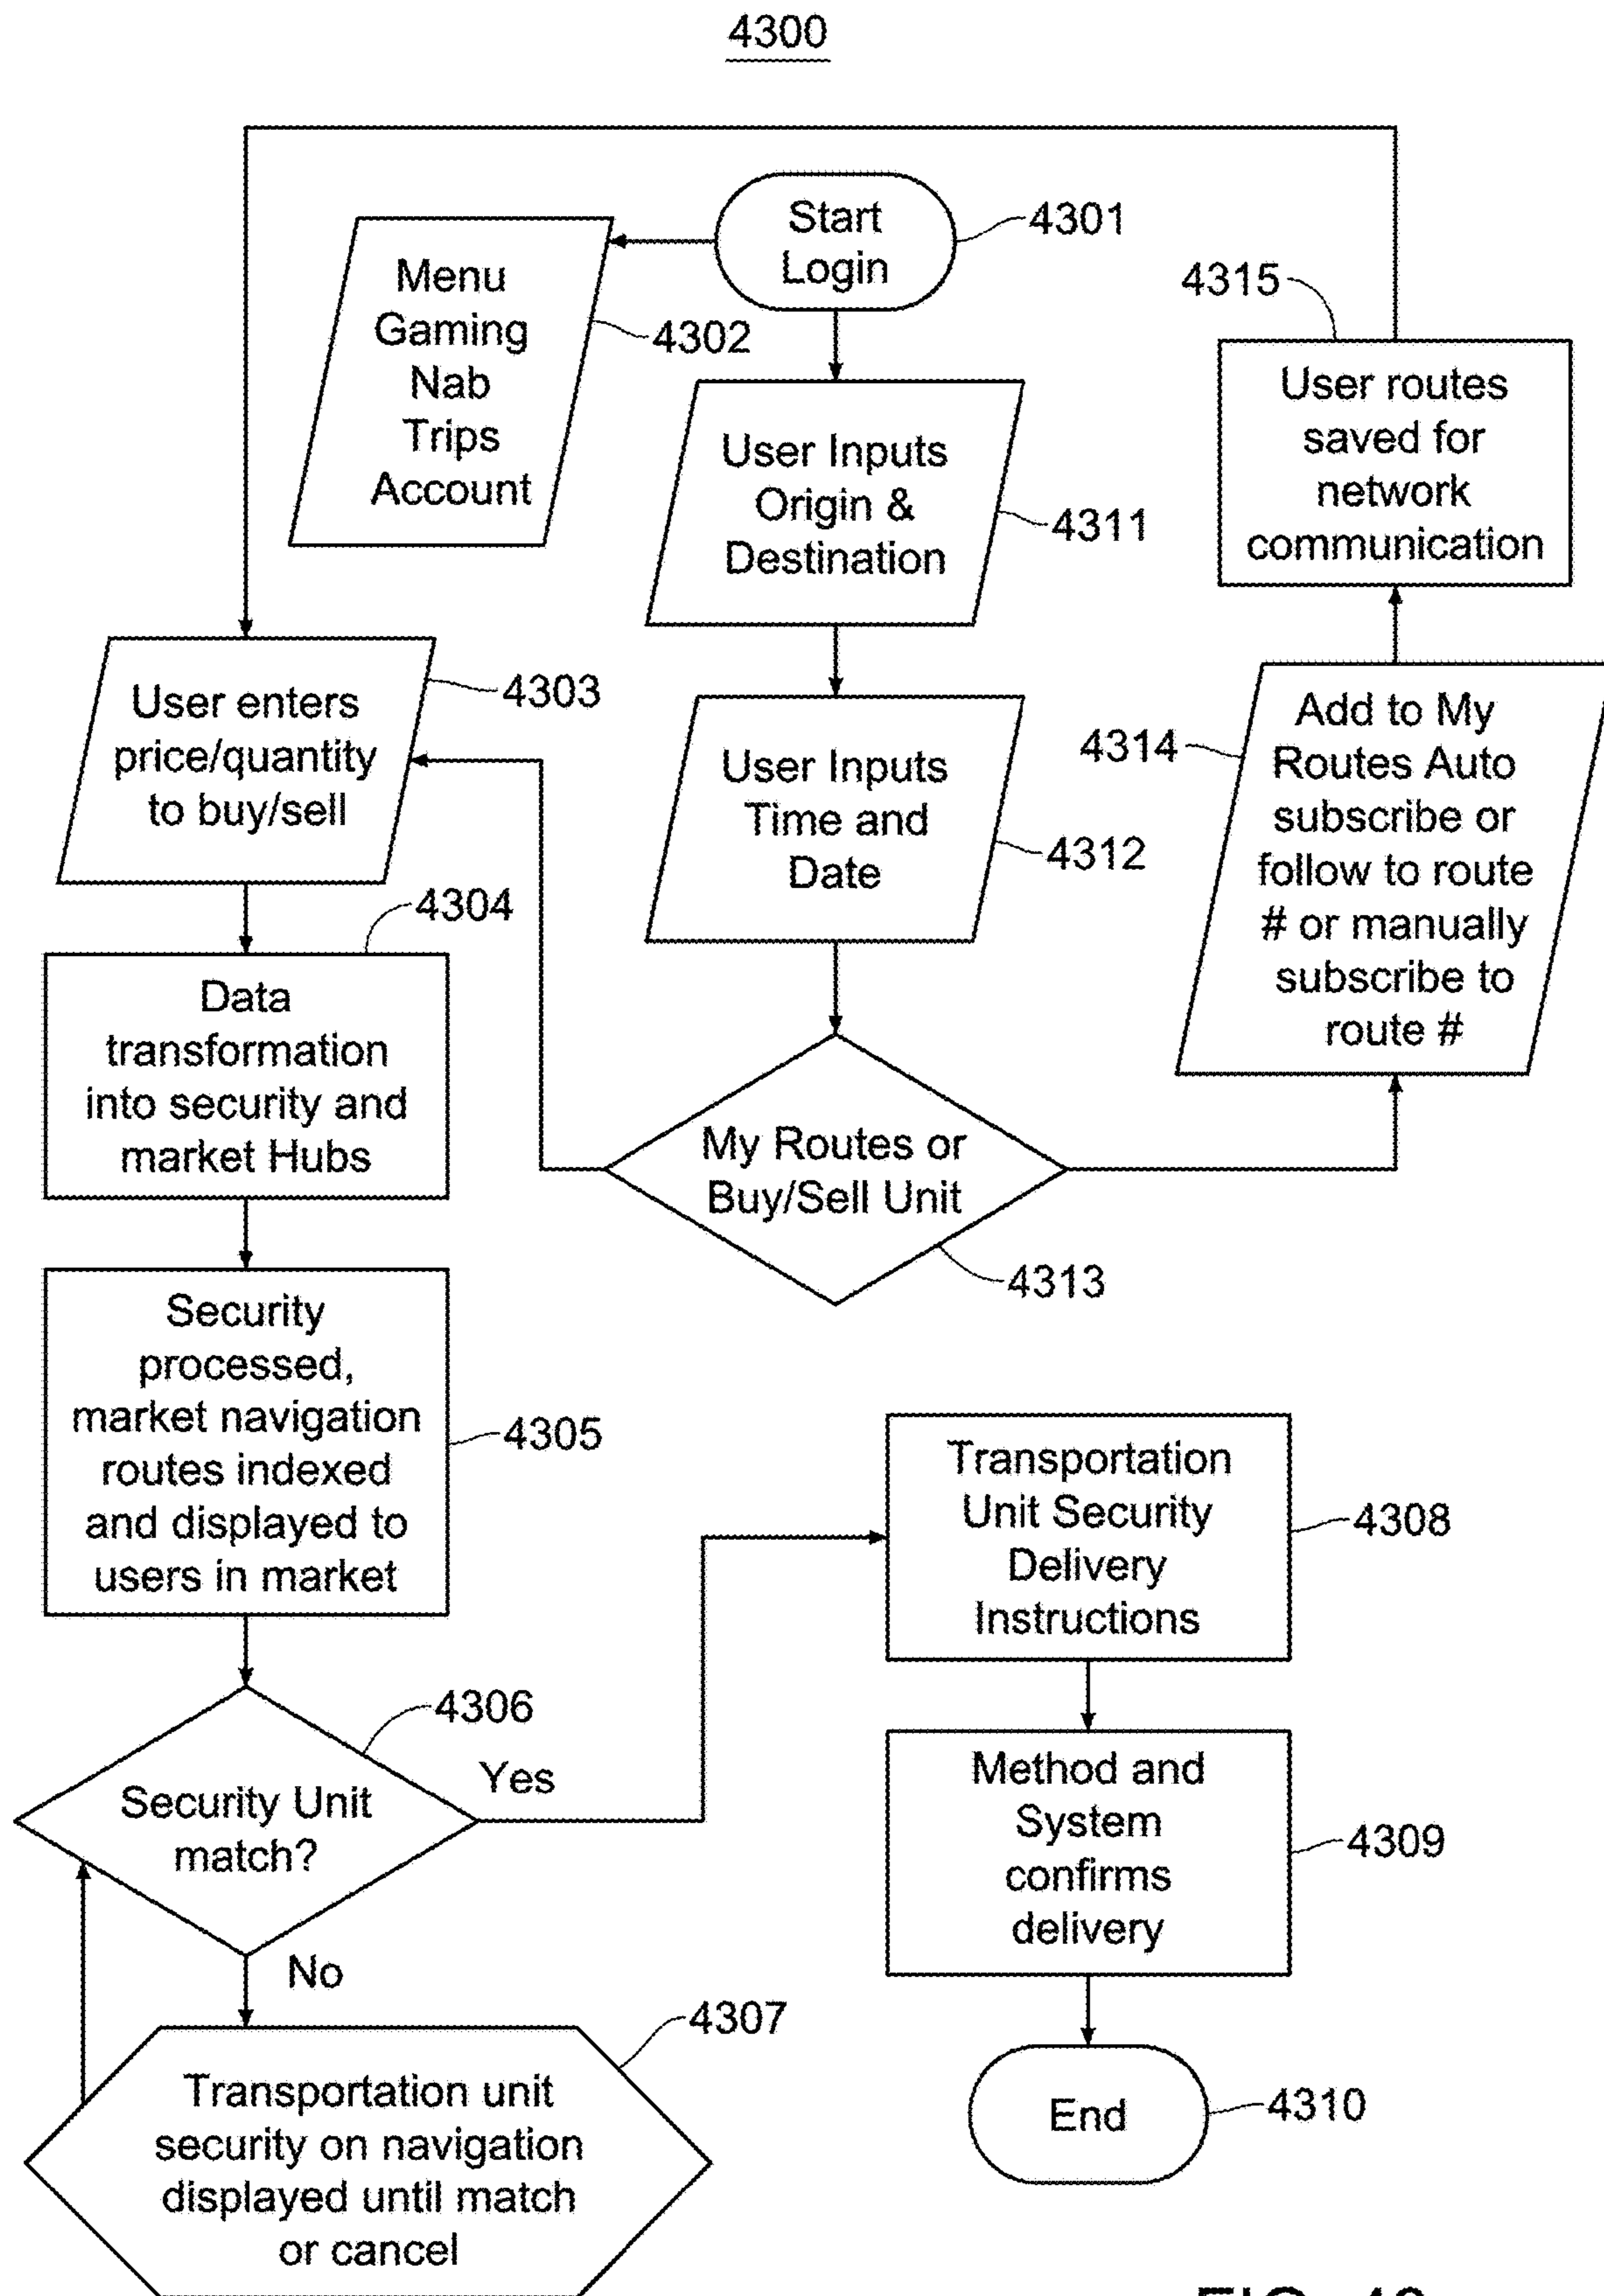 4300
Start
Login
4301
Menu
Gaming
Nab
Trips
Account
4302
4315
User routes
saved for
network
communication
User Inputs
Origin &
Destination
4311
User enters
price/quantity
to buy/sell
4303
User Inputs
Time and
Date
4312
4314
Add to My
Routes Auto
subscribe or
follow to route
# or manually
subscribe to
route #
4304
Data
transformation
into security and
market Hubs
My Routes or
Buy/Sell Unit
4313
Security
processed,
market navigation
routes indexed
and displayed to
users in market
4305
Transportation
Unit Security
Delivery
Instructions
4308
4306
Security Unit
match?
Yes
No
Method and
System
confirms
delivery
4309
4307
Transportation unit
security on navigation
displayed until match
or cancel
End
4310